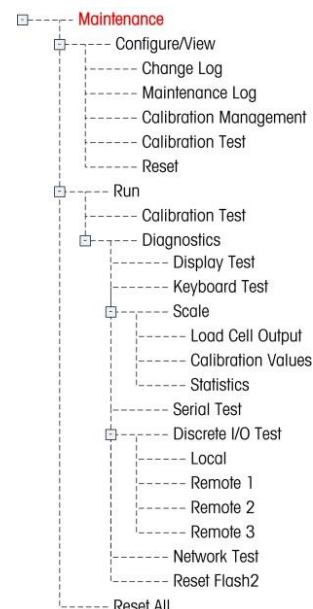 Maintenance
Configure/View
Change Log
Maintenance Log
Calibration Management
Calibration Test
Reset
Run
Calibration Test
Diagnostics
Display Test
Keyboard Test
Scale
Load Cell Output
Calibration Values
Statistics
Serial Test
Discrete I/O Test
Local
Remote 1
Remote 2
Remote 3
Network Test
Reset Flash2
Reset All